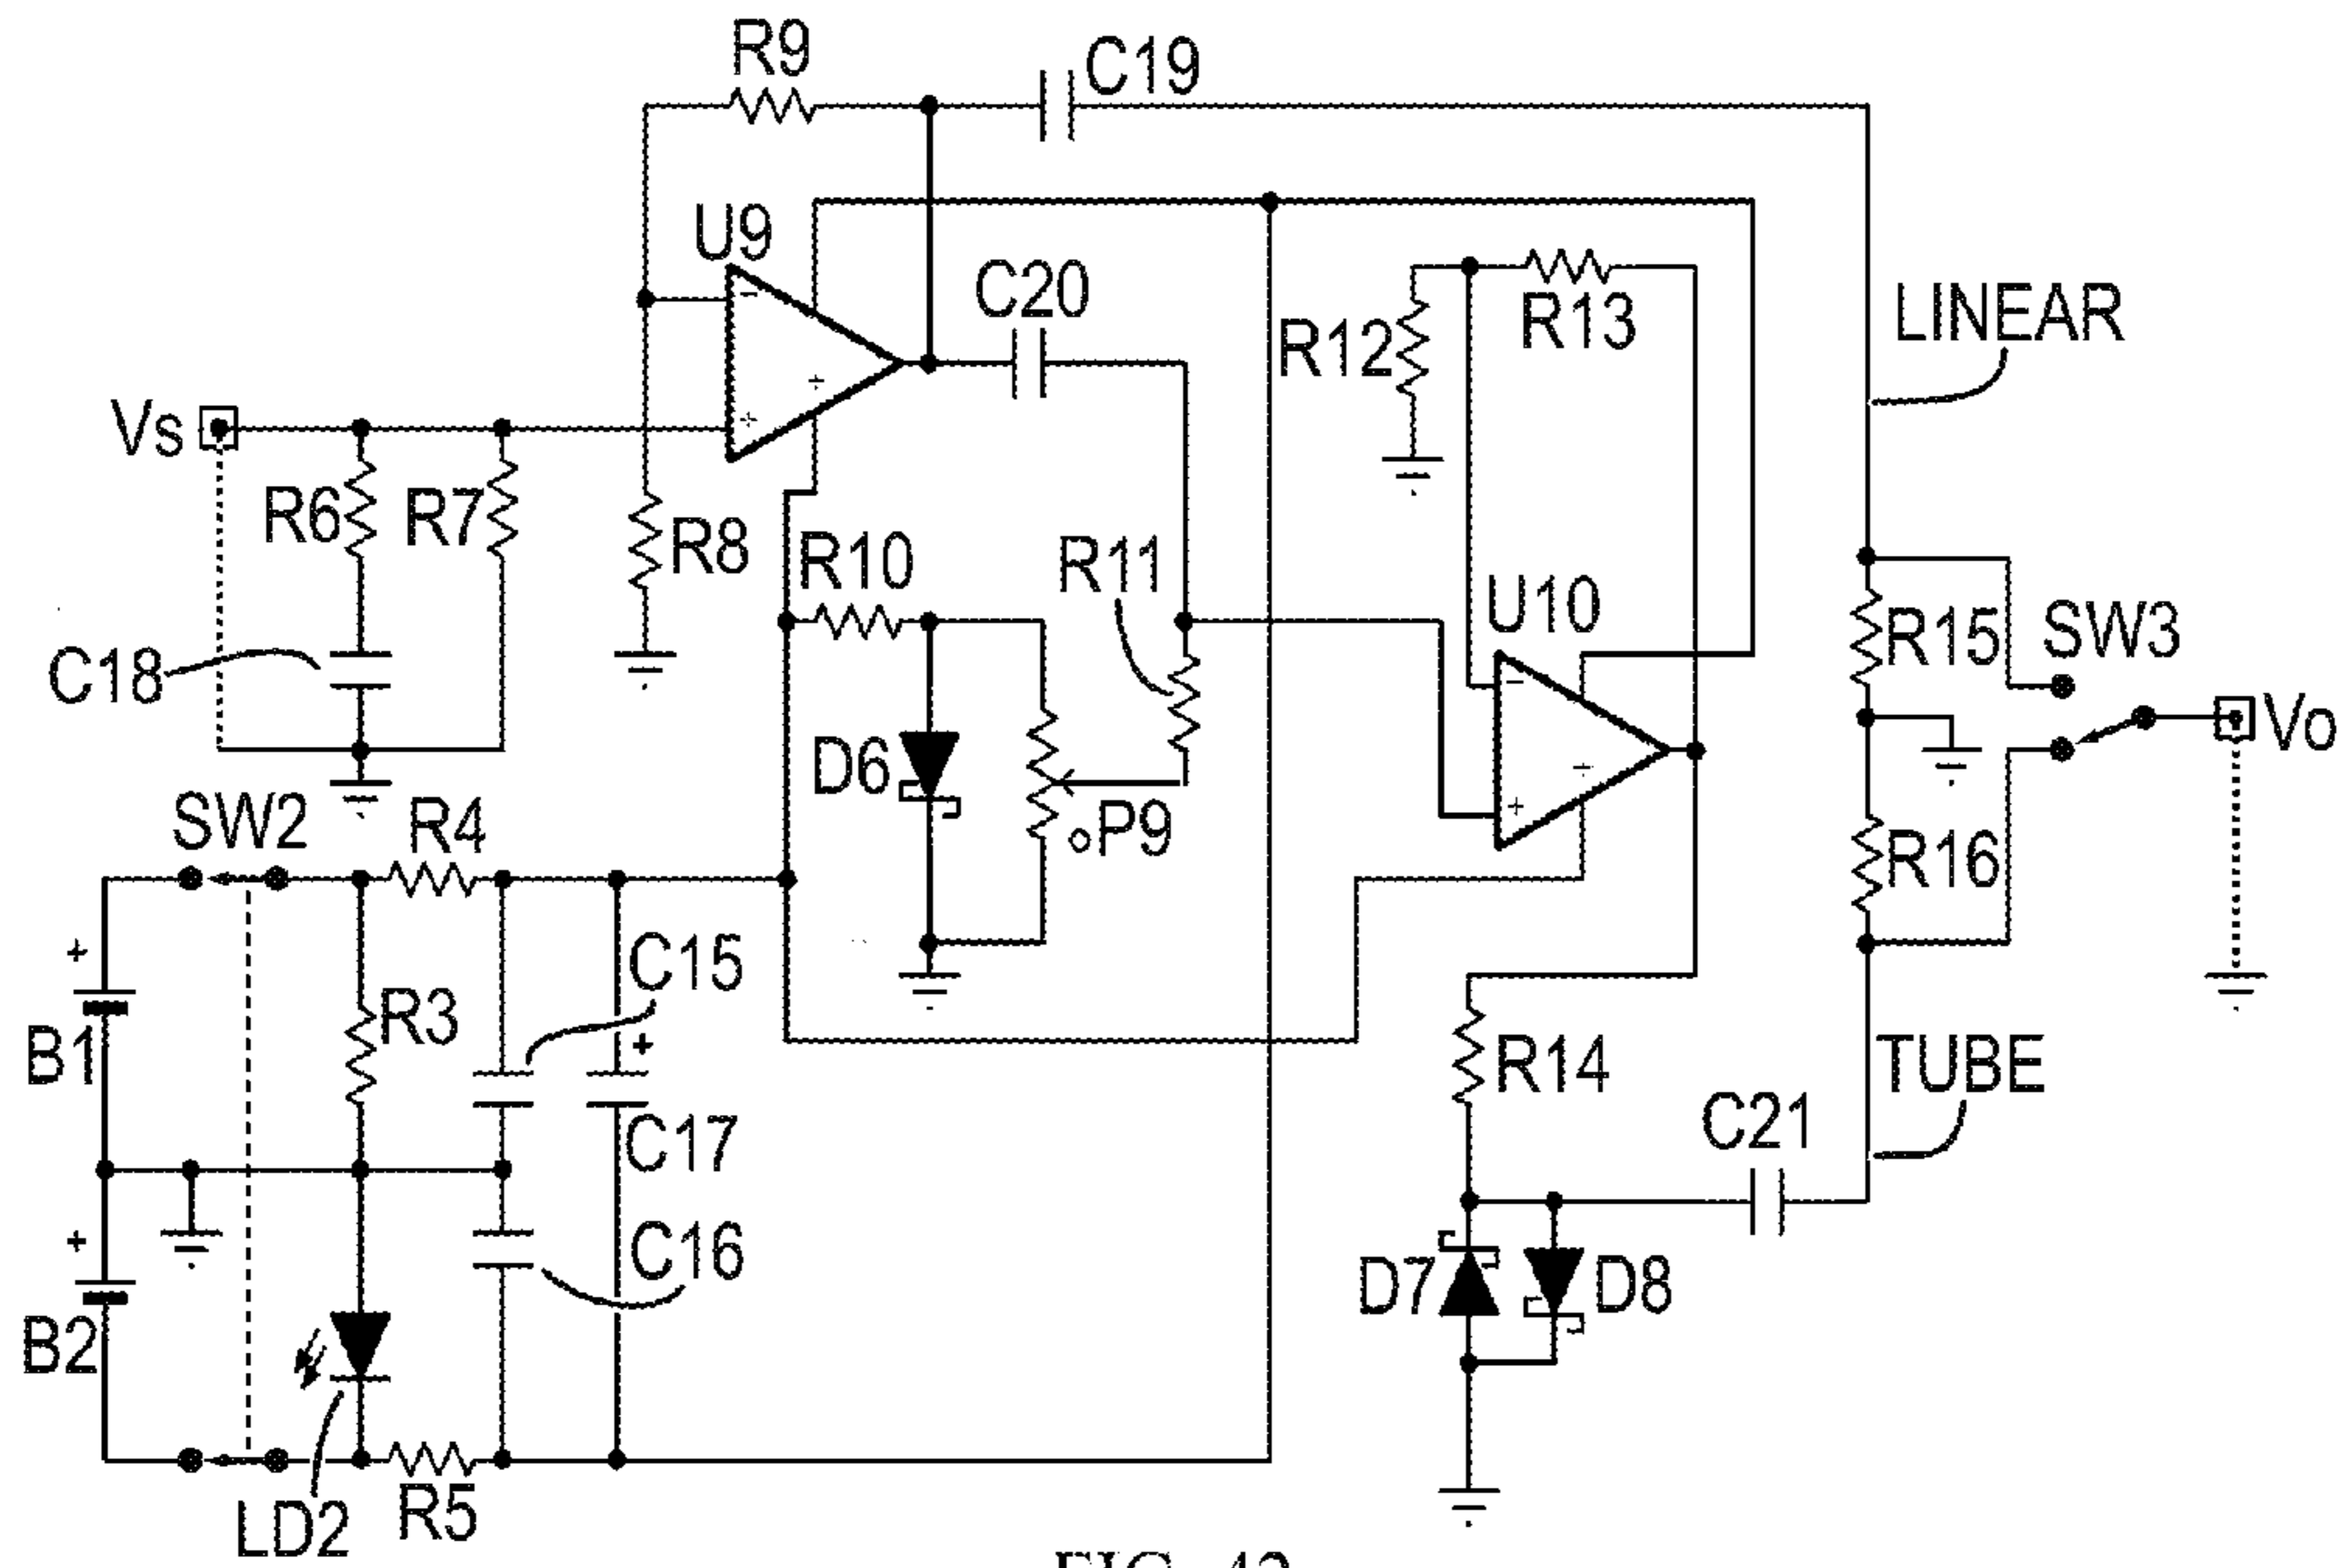 R9
C19
U9
C20
R12
R13
LINEAR
Vs
R6
R7
R8
R10
R11
U10
R15
SW3
C18
Vo
D6
SW2
R4
P9
R16
C15
B1
R3
R14
TUBE
C17
C21
C16
B2
D7
D8
LD2
R5